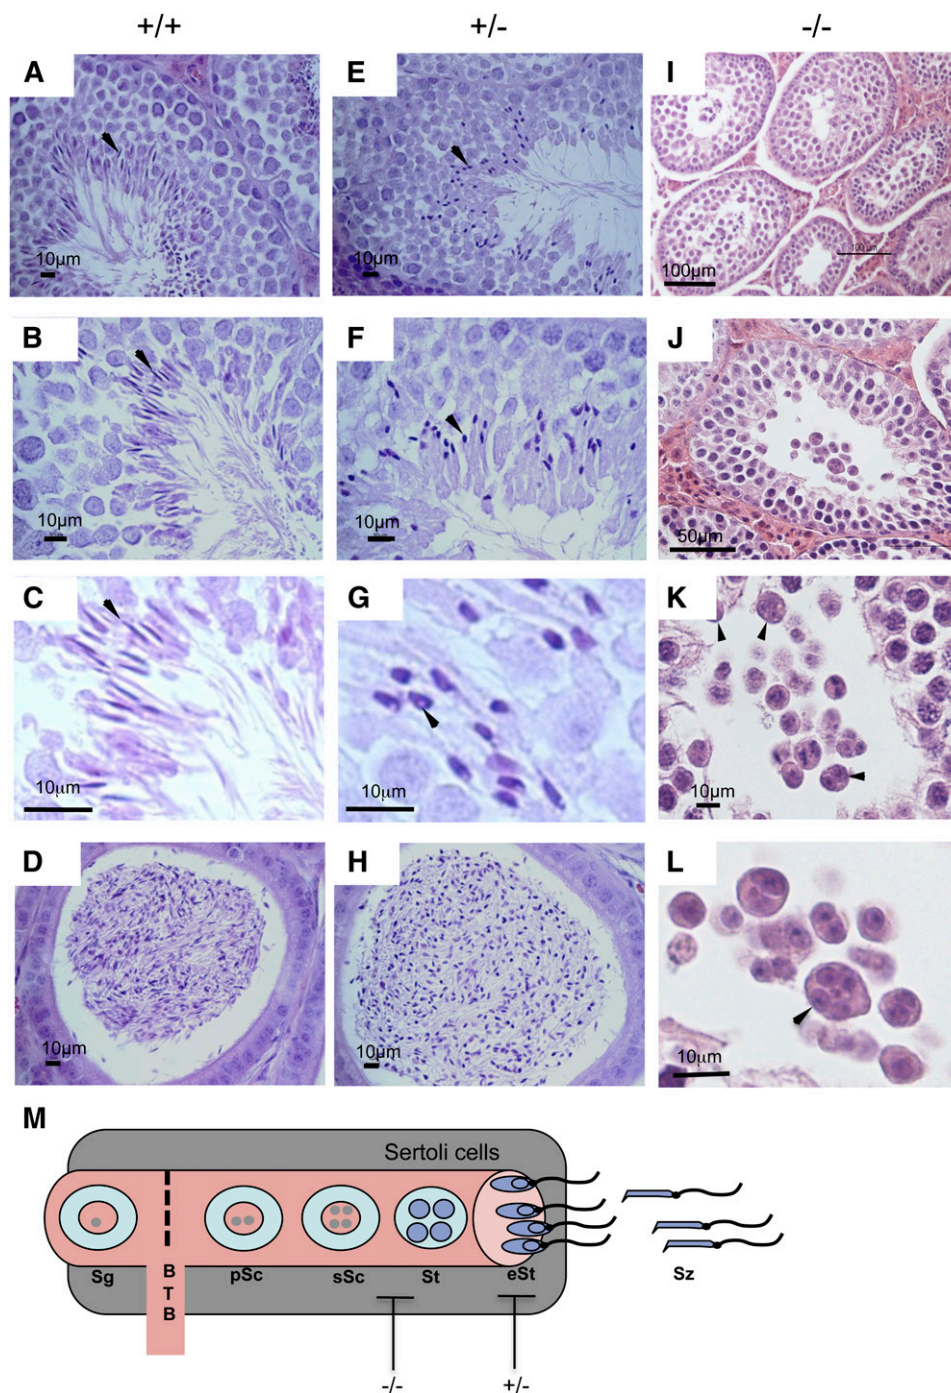 +/+ +/- -/-
A E I
10µm 10µm 100µm 100 µm
B F J
10µm 10µm 50µm
C G K
10µm 10µm 10µm
D H L
10µm 10µm 10µm
M
Sertoli cells
Sg pSc sSc St eSt Sz
B
T
B
-/- +/-